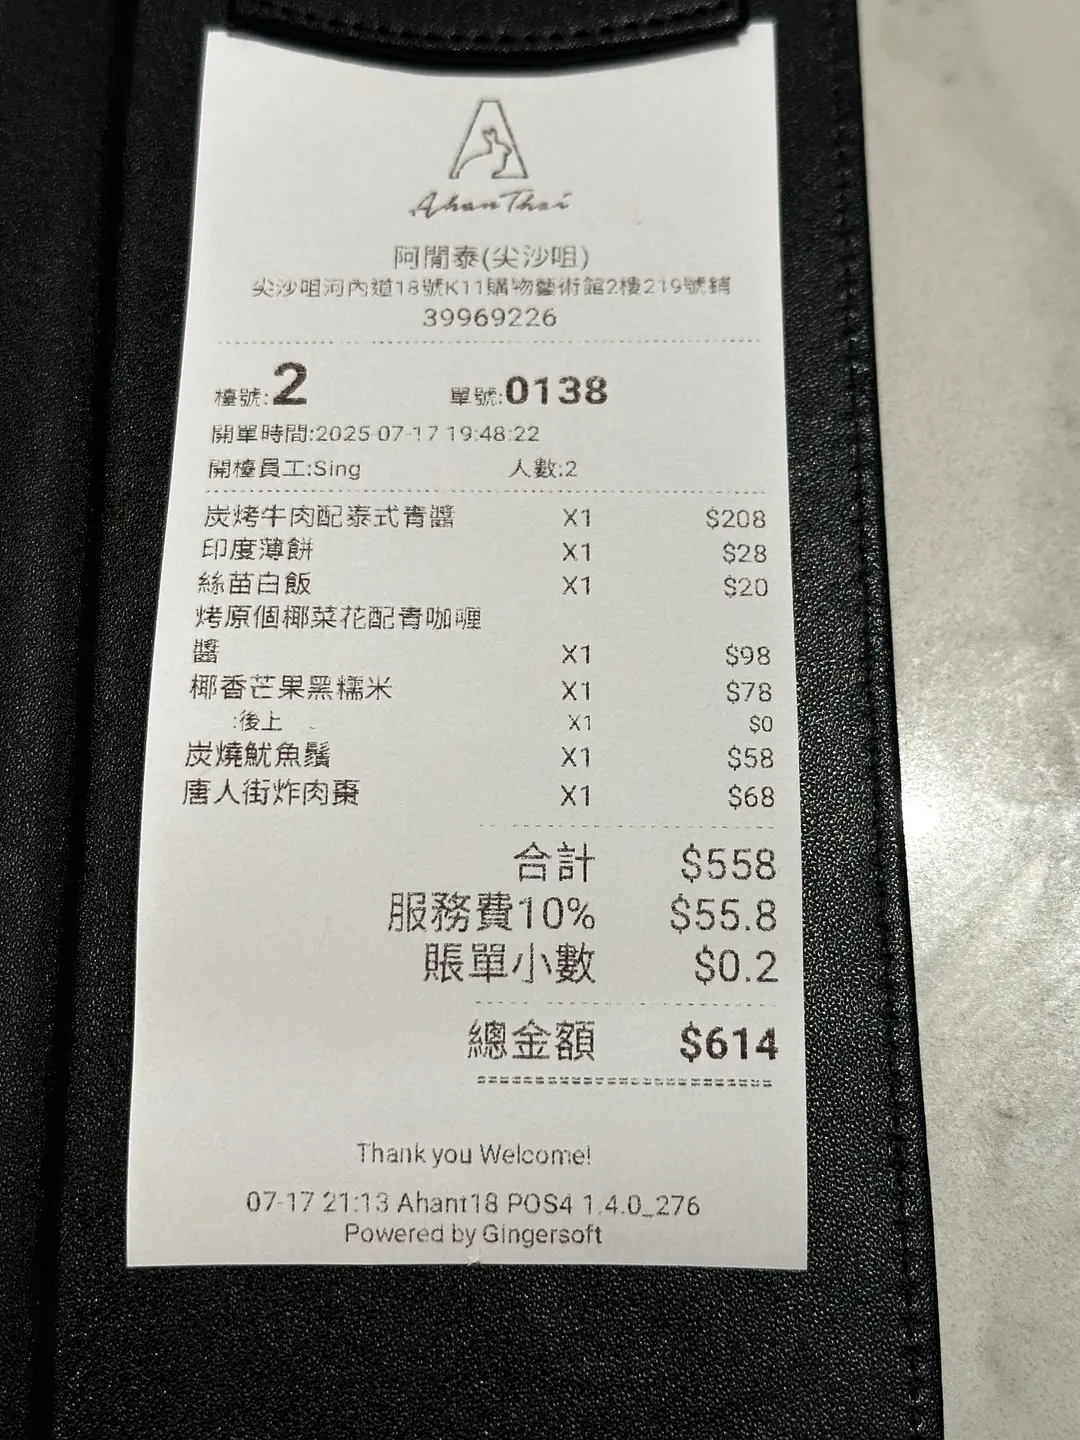 Ahan Thai
阿閒泰(尖沙咀)
尖沙咀河內道18號K11購物藝術館2樓219號鋪
39969226
檯號:2 單號:0138
開單時間:2025-07-17 19:48:22
開檯員工:Sing 人數:2
炭烤牛肉配泰式青醬 X1 $208
印度薄餅 X1 $28
絲苗白飯 X1 $20
烤原個椰菜花配青咖喱
醬 X1 $98
椰香芒果黑糯米 X1 $78
:後上 X1 $0
炭燒魷魚鬚 X1 $58
唐人街炸肉棗 X1 $68
合計 $558
服務費10% $55.8
賬單小數 $0.2
總金額 $614
Thank you Welcome!
07-17 21:13 Ahant18 POS4 1.4.0_276
Powered by Gingersoft